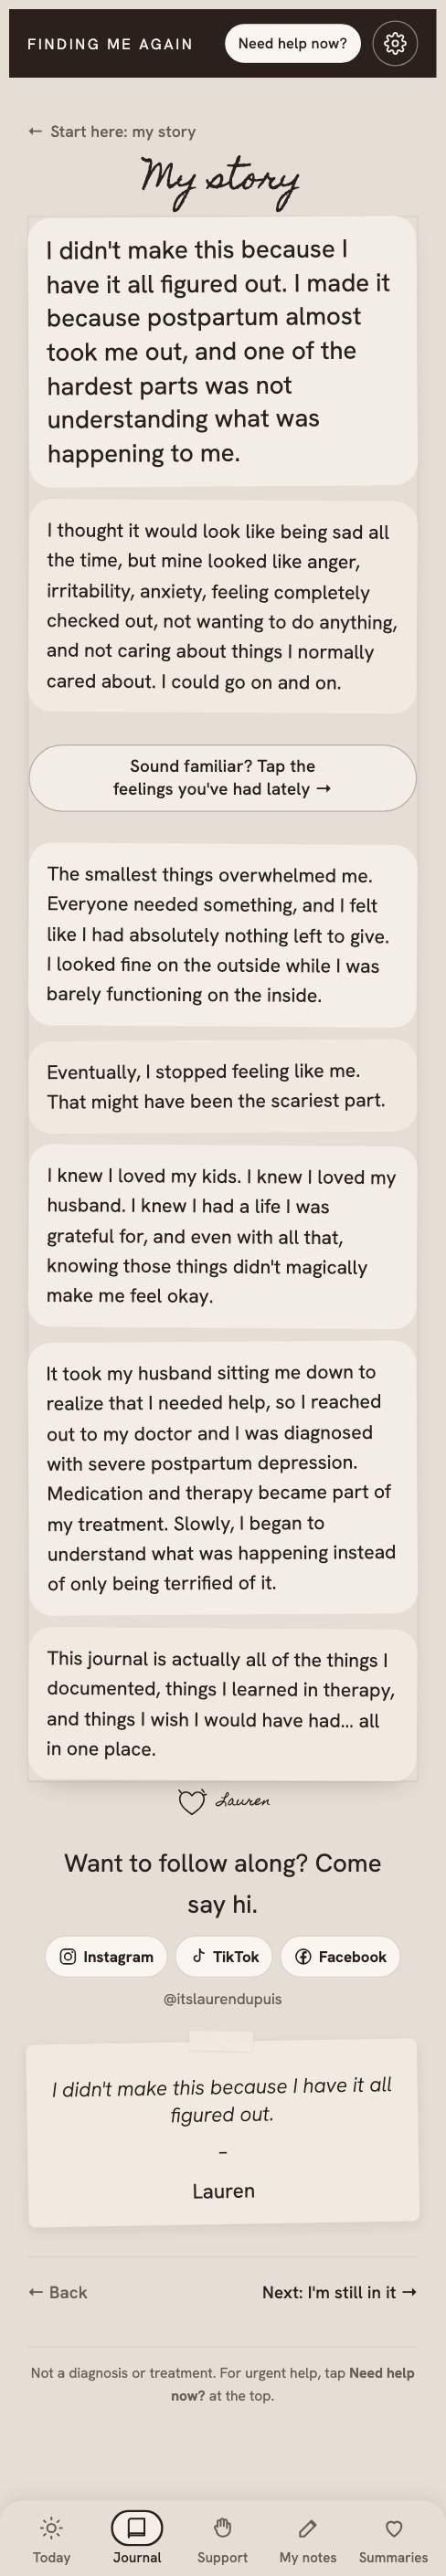 FINDING ME AGAIN
Need help now?
← Start here: my story
My story
I didn't make this because I
have it all figured out. I made it
because postpartum almost
took me out, and one of the
hardest parts was not
understanding what was
happening to me.
I thought it would look like being sad all
the time, but mine looked like anger,
irritability, anxiety, feeling completely
checked out, not wanting to do anything,
and not caring about things I normally
cared about. I could go on and on.
Sound familiar? Tap the
feelings you've had lately →
The smallest things overwhelmed me.
Everyone needed something, and I felt
like I had absolutely nothing left to give.
I looked fine on the outside while I was
barely functioning on the inside.
Eventually, I stopped feeling like me.
That might have been the scariest part.
I knew I loved my kids. I knew I loved my
husband. I knew I had a life I was
grateful for, and even with all that,
knowing those things didn't magically
make me feel okay.
It took my husband sitting me down to
realize that I needed help, so I reached
out to my doctor and I was diagnosed
with severe postpartum depression.
Medication and therapy became part of
my treatment. Slowly, I began to
understand what was happening instead
of only being terrified of it.
This journal is actually all of the things I
documented, things I learned in therapy,
and things I wish I would have had... all
in one place.
Lauren
Want to follow along? Come
say hi.
Instagram TikTok Facebook
@itslaurendupuis
I didn't make this because I have it all
figured out.
–
Lauren
← Back Next: I'm still in it →
Not a diagnosis or treatment. For urgent help, tap Need help
now? at the top.
Today Journal Support My notes Summaries